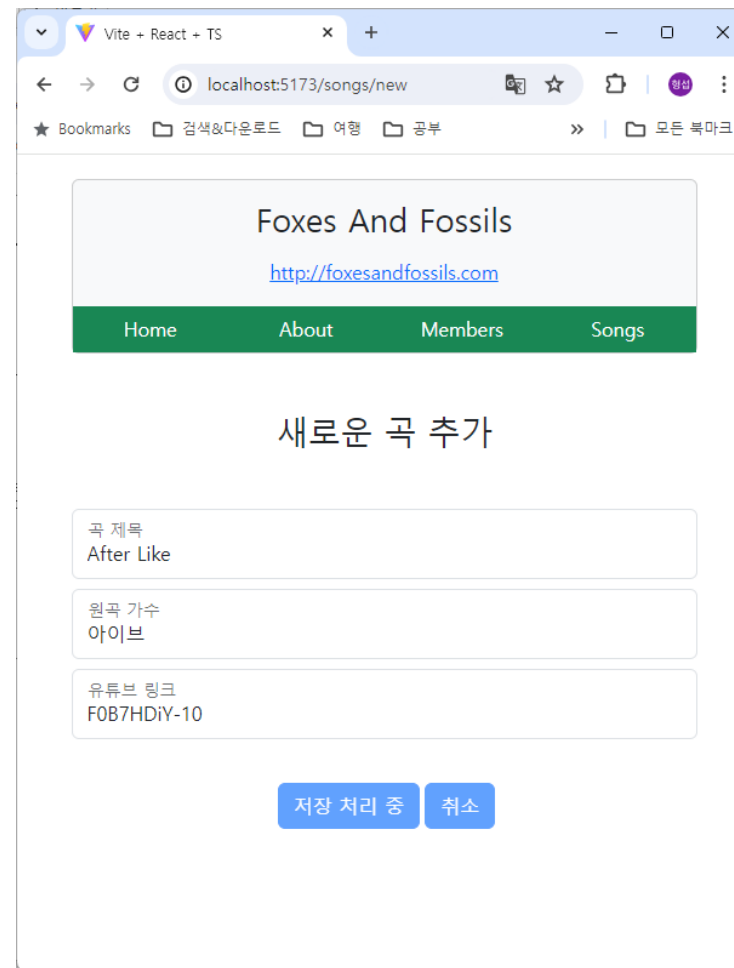 Vite + React + TS
localhost:5173/songs/new
형섭
Bookmarks 검색&다운로드 여행 공부 » 모든 북마크
Foxes And Fossils
http://foxesandfossils.com
Home About Members Songs
새로운 곡 추가
곡 제목
After Like
원곡 가수
아이브
유튜브 링크
F0B7HDiY-10
저장 처리 중 취소